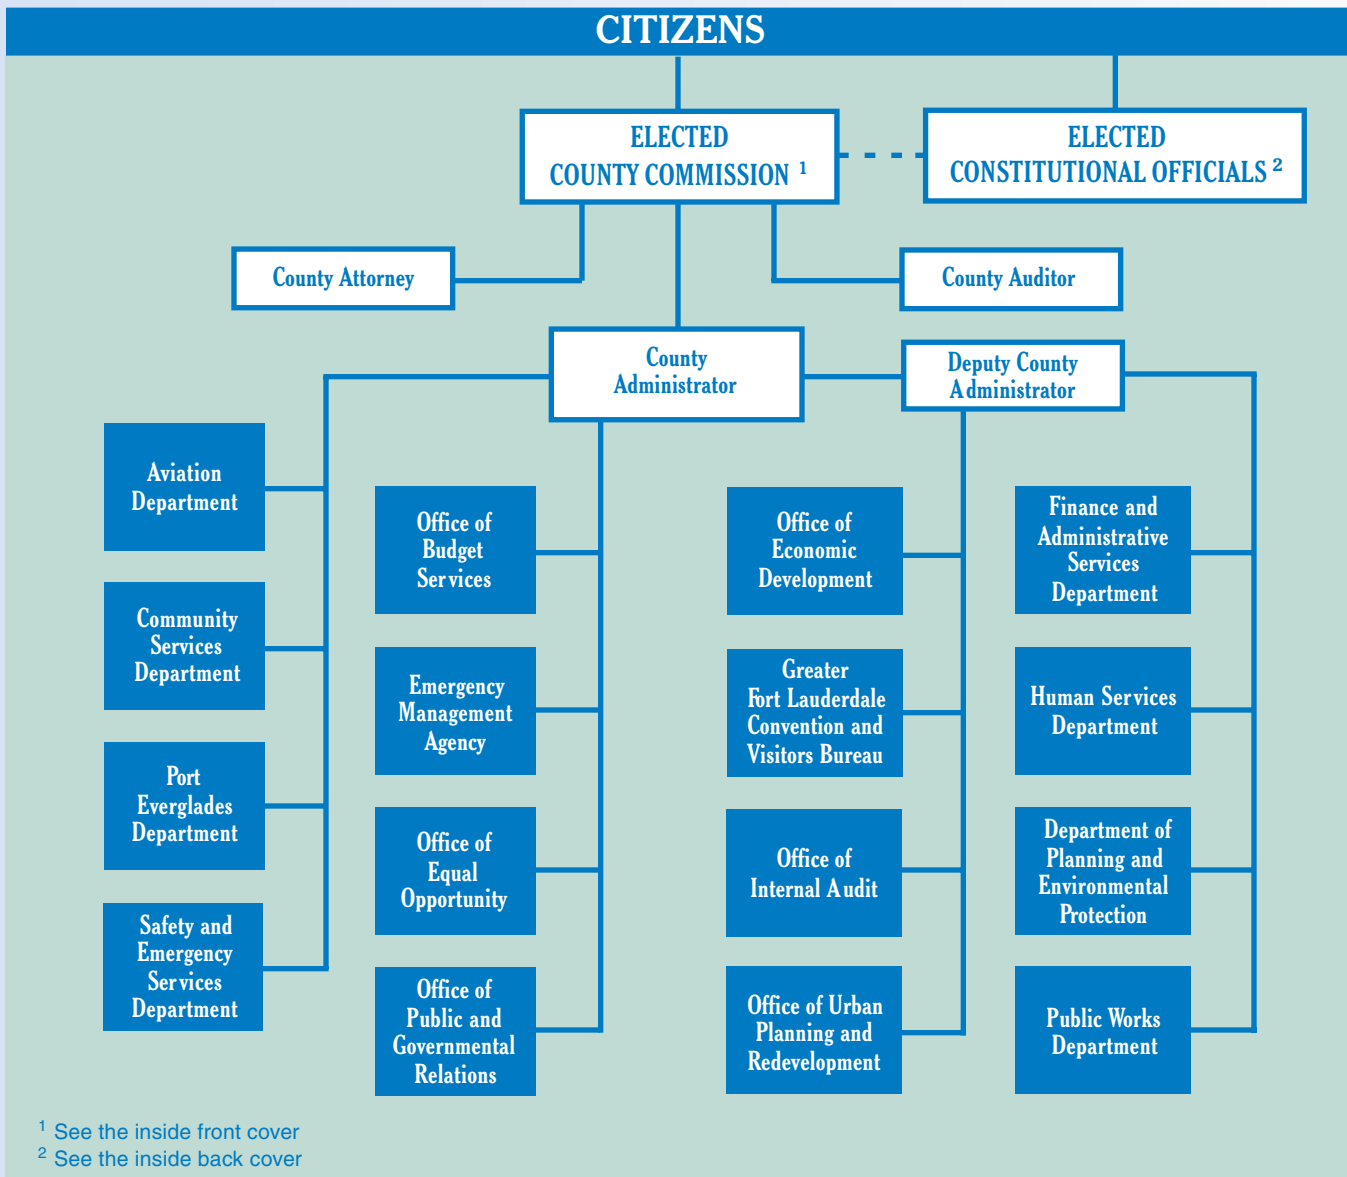 CITIZENS
ELECTED
COUNTY COMMISSION 1
ELECTED
CONSTITUTIONAL OFFICIALS 2
County Attorney
County Auditor
County
Administrator
Deputy County
Administrator
Aviation
Department
Community
Services
Department
Port
Everglades
Department
Safety and
Emergency
Services
Department
Office of
Budget
Services
Emergency
Management
Agency
Office of
Equal
Opportunity
Office of
Public and
Governmental
Relations
Office of
Economic
Development
Greater
Fort Lauderdale
Convention and
Visitors Bureau
Office of
Internal Audit
Office of Urban
Planning and
Redevelopment
Finance and
Administrative
Services
Department
Human Services
Department
Department of
Planning and
Environmental
Protection
Public Works
Department
1 See the inside front cover
2 See the inside back cover